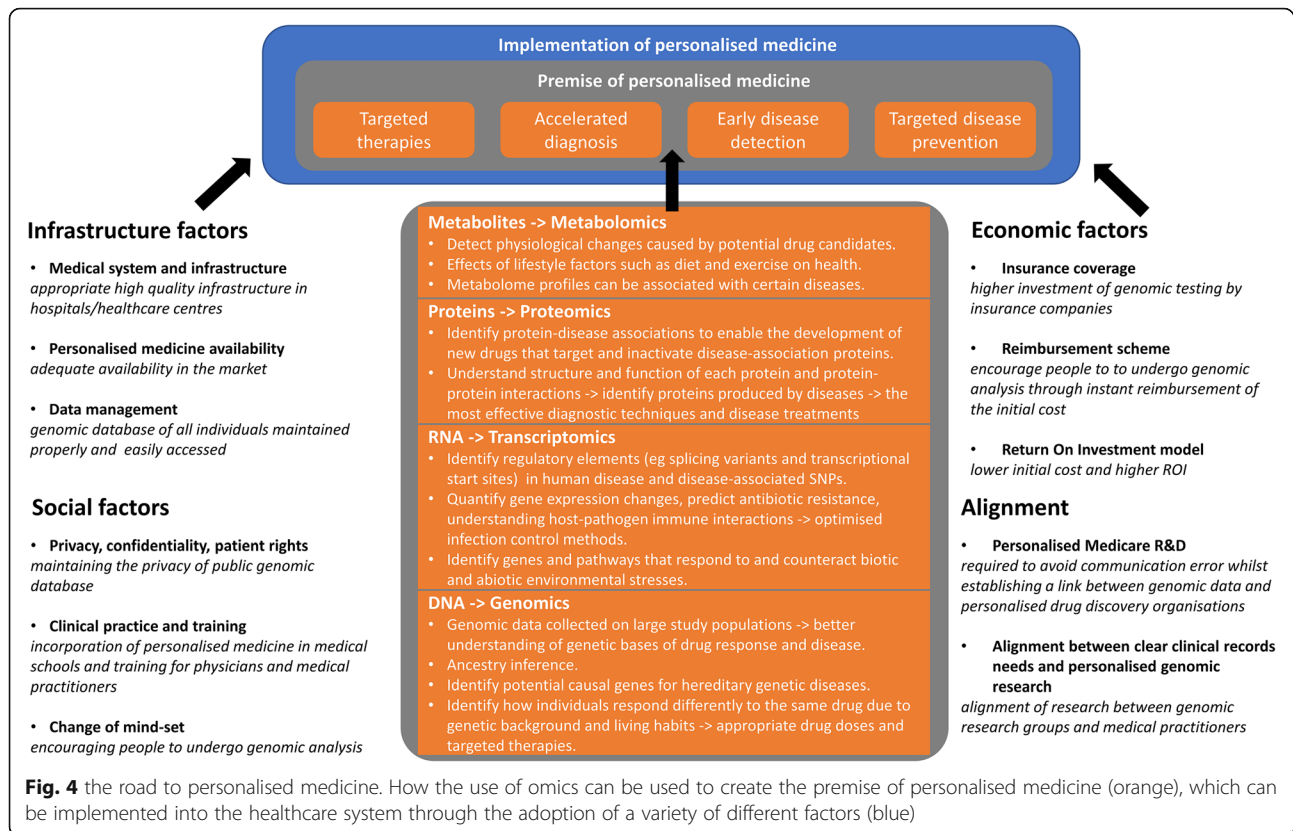 Implementation of personalised medicine
Premise of personalised medicine
Targeted
therapies
Accelerated
diagnosis
Early disease
detection
Targeted disease
prevention
Infrastructure factors
• Medical system and infrastructure
appropriate high quality infrastructure in
hospitals/healthcare centres
• Personalised medicine availability
adequate availability in the market
• Data management
genomic database of all individuals maintained
properly and easily accessed
Social factors
• Privacy, confidentiality, patient rights
maintaining the privacy of public genomic
database
• Clinical practice and training
incorporation of personalised medicine in medical
schools and training for physicians and medical
practitioners
• Change of mind-set
encouraging people to undergo genomic analysis
Metabolites -> Metabolomics
• Detect physiological changes caused by potential drug candidates.
• Effects of lifestyle factors such as diet and exercise on health.
• Metabolome profiles can be associated with certain diseases.
Proteins -> Proteomics
• Identify protein-disease associations to enable the development of
new drugs that target and inactivate disease-association proteins.
• Understand structure and function of each protein and protein-
protein interactions -> identify proteins produced by diseases -> the
most effective diagnostic techniques and disease treatments
RNA -> Transcriptomics
• Identify regulatory elements (eg splicing variants and transcriptional
start sites) in human disease and disease-associated SNPs.
• Quantify gene expression changes, predict antibiotic resistance,
understanding host-pathogen immune interactions -> optimised
infection control methods.
• Identify genes and pathways that respond to and counteract biotic
and abiotic environmental stresses.
DNA -> Genomics
• Genomic data collected on large study populations -> better
understanding of genetic bases of drug response and disease.
• Ancestry inference.
• Identify potential causal genes for hereditary genetic diseases.
• Identify how individuals respond differently to the same drug due to
genetic background and living habits -> appropriate drug doses and
targeted therapies.
Economic factors
• Insurance coverage
higher investment of genomic testing by
insurance companies
• Reimbursement scheme
encourage people to to undergo genomic
analysis through instant reimbursement of
the initial cost
• Return On Investment model
lower initial cost and higher ROI
Alignment
• Personalised Medicare R&D
required to avoid communication error whilst
establishing a link between genomic data and
personalised drug discovery organisations
• Alignment between clear clinical records
needs and personalised genomic
research
alignment of research between genomic
research groups and medical practitioners
Fig. 4 the road to personalised medicine. How the use of omics can be used to create the premise of personalised medicine (orange), which can
be implemented into the healthcare system through the adoption of a variety of different factors (blue)